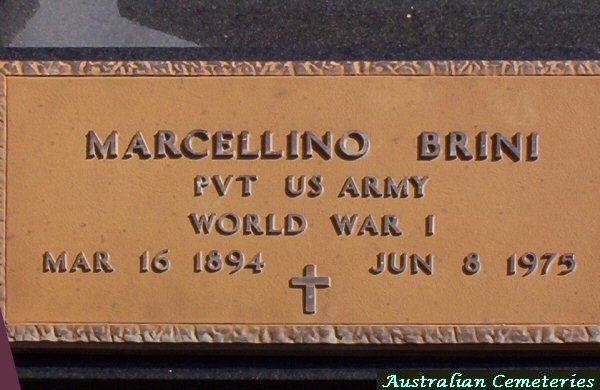 MARCELLINO BRINI
PVT US ARMY
WORLD WAR I
MAR 16 1894 JUN 8 1975
Australian Cemeteries